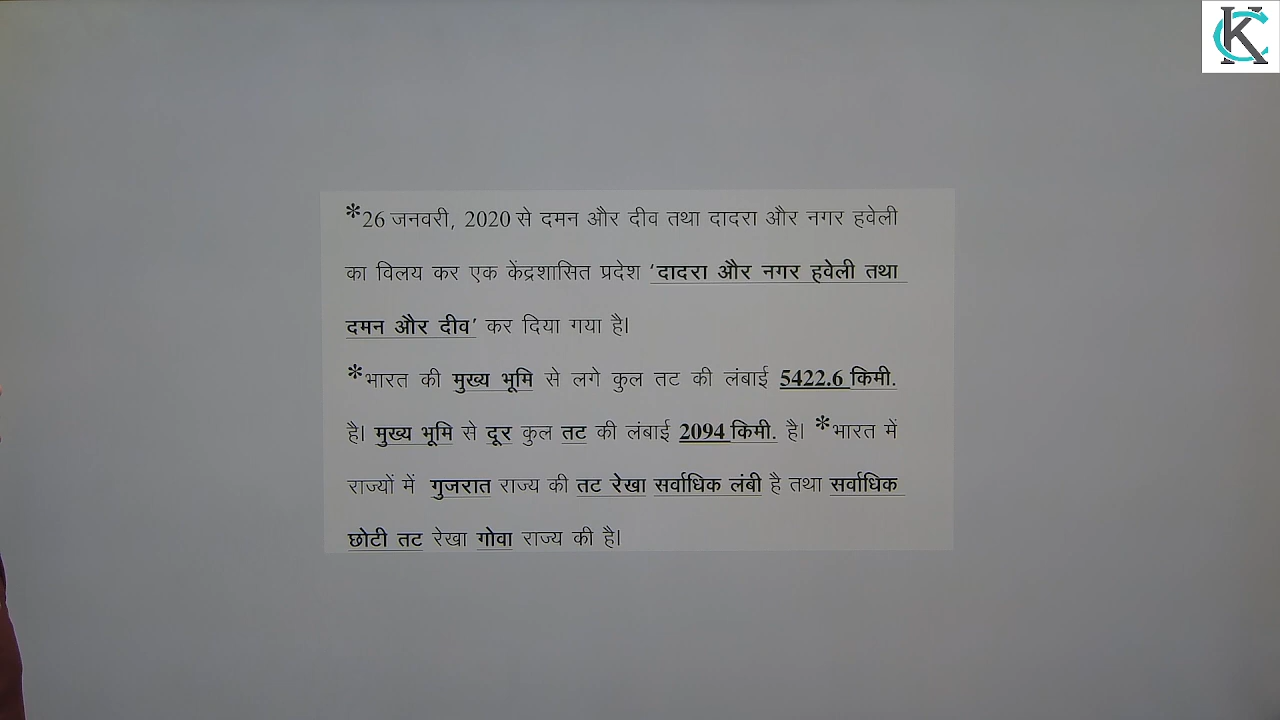 KC
*26 जनवरी, 2020 से दमन और दीव तथा दादरा और नगर हवेली
का विलय कर एक केंद्रशासित प्रदेश 'दादरा और नगर हवेली तथा
दमन और दीव' कर दिया गया है।
*भारत की मुख्य भूमि से लगे कुल तट की लंबाई 5422.6 किमी.
है। मुख्य भूमि से दूर कुल तट की लंबाई 2094 किमी. है। *भारत में
राज्यों में गुजरात राज्य की तट रेखा सर्वाधिक लंबी है तथा सर्वाधिक
छोटी तट रेखा गोवा राज्य की है।